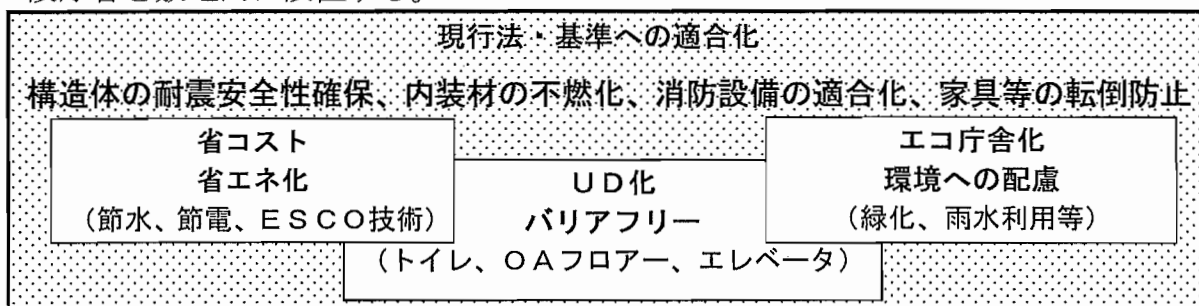 現行法・基準への適合化
構造体の耐震安全性確保、内装材の不燃化、消防設備の適合化、家具等の転倒防止
省コスト
省エネ化
（節水、節電、ＥＳＣＯ技術）
ＵＤ化
バリアフリー
（トイレ、ＯＡフロアー、エレベータ）
エコ庁舎化
環境への配慮
（緑化、雨水利用等）